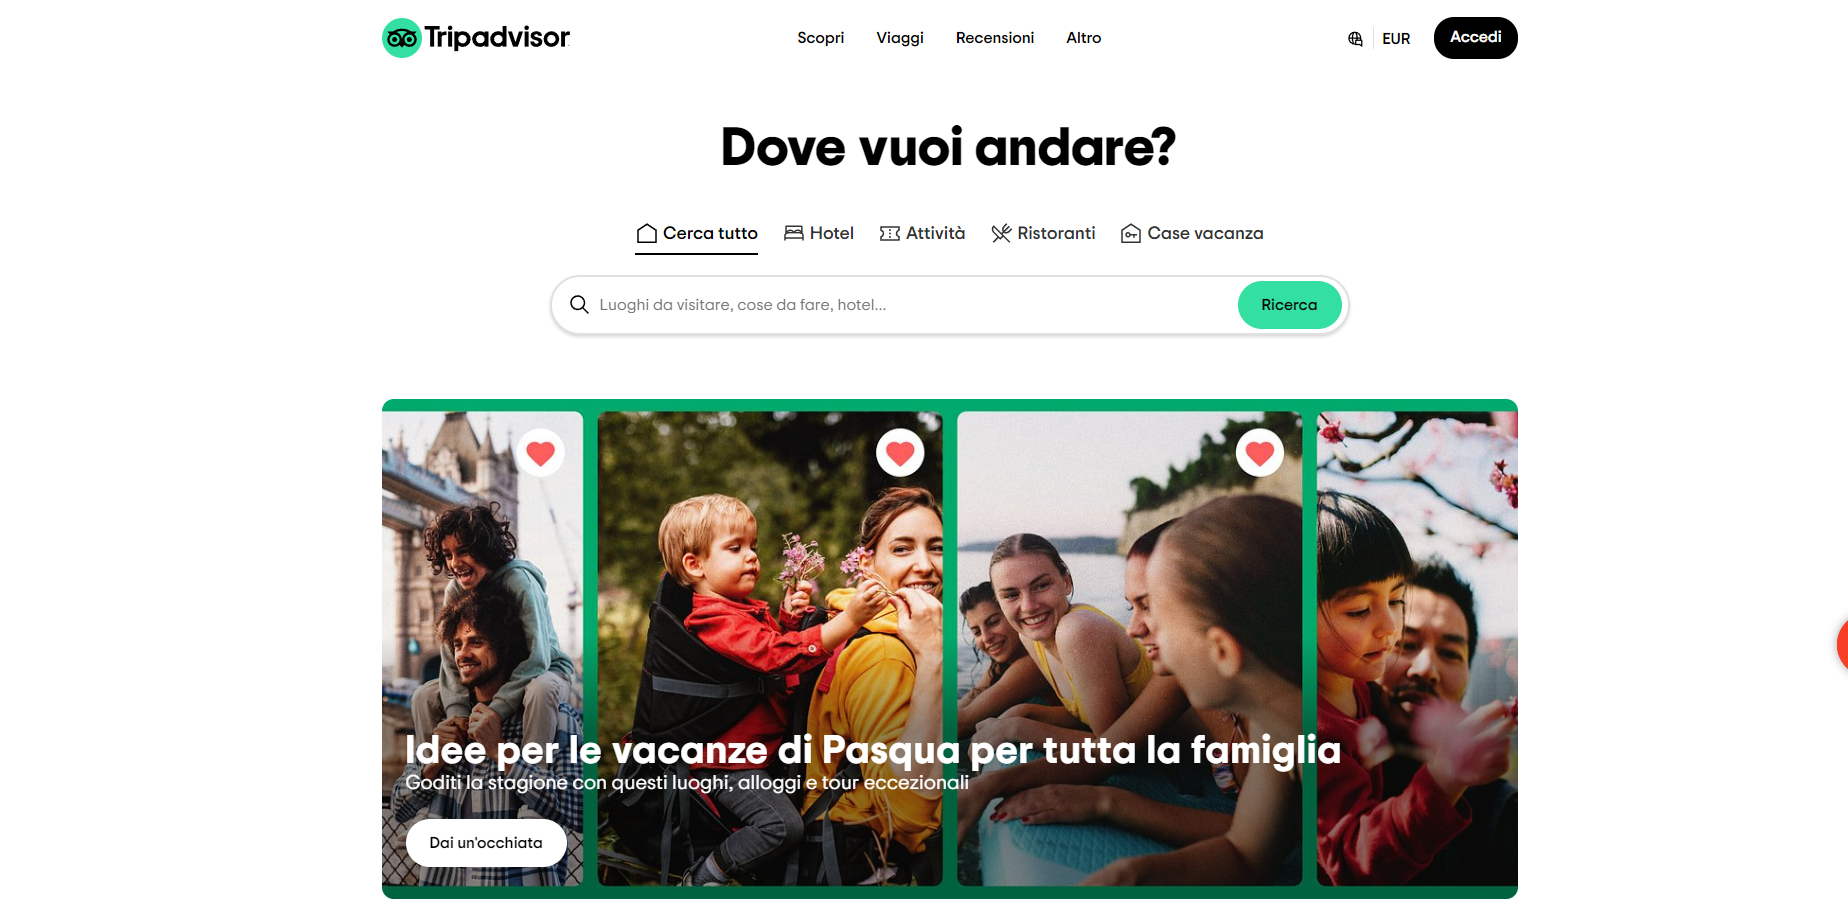 Tripadvisor
Scopri Viaggi Recensioni Altro
EUR
Accedi
Dove vuoi andare?
Cerca tutto Hotel Attività Ristoranti Case vacanza
Luoghi da visitare, cose da fare, hotel...
Ricerca
Idee per le vacanze di Pasqua per tutta la famiglia
Goditi la stagione con questi luoghi, alloggi e tour eccezionali
Dai un'occhiata